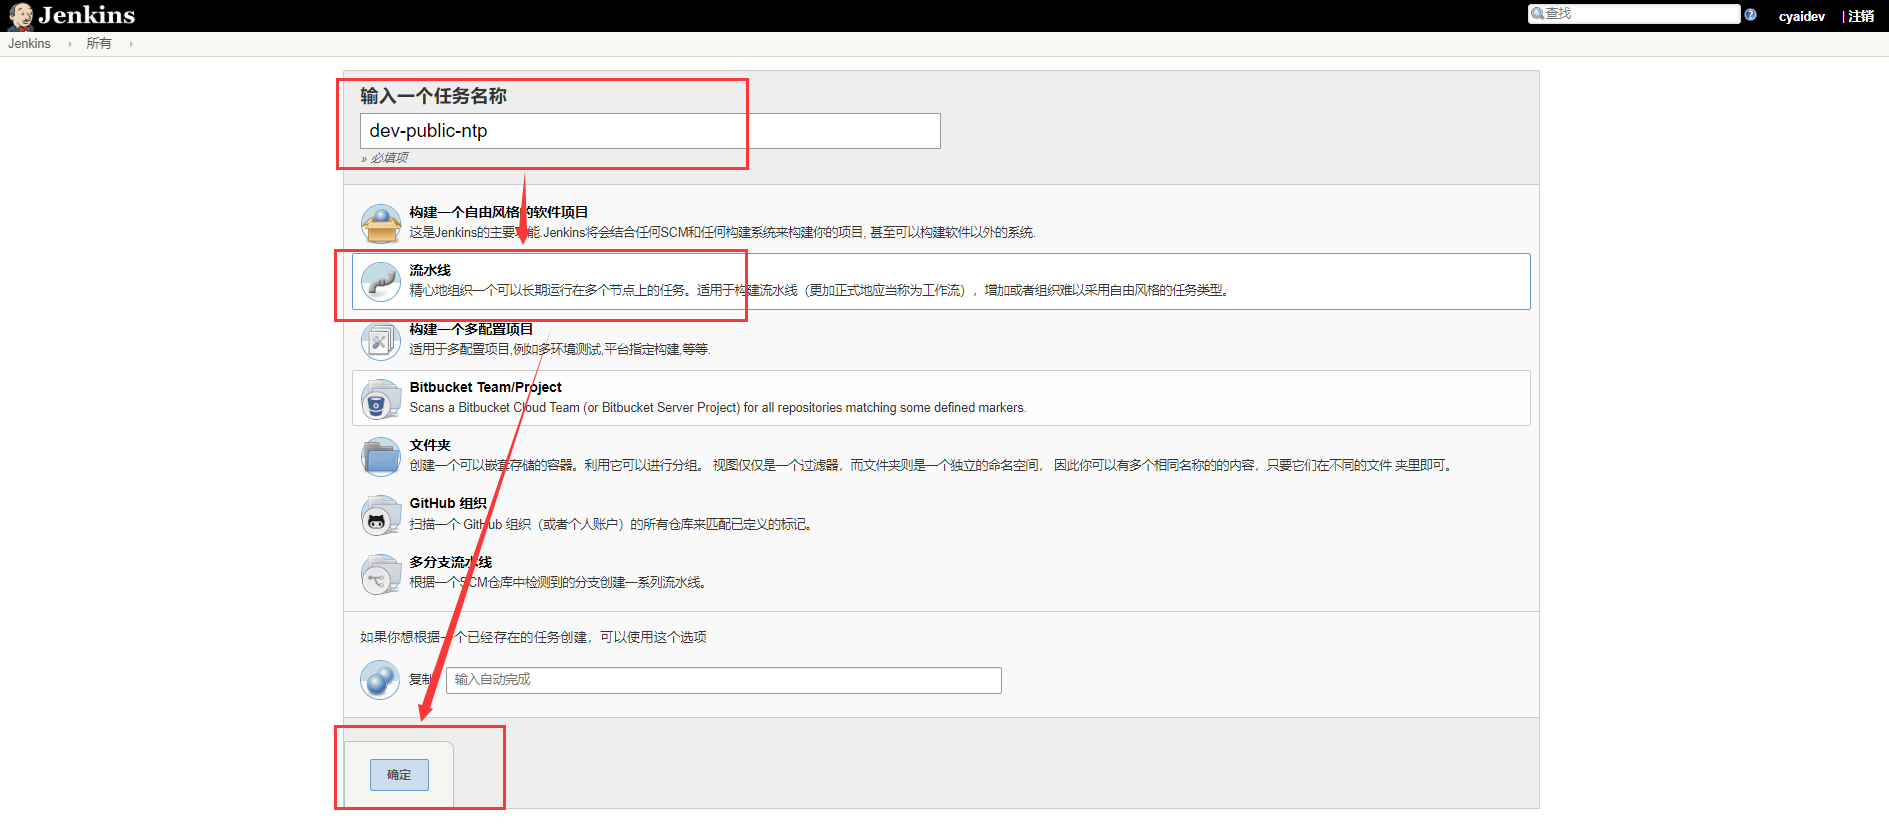 Jenkins
查找
cyaidev
| 注销
Jenkins
所有
输入一个任务名称
dev-public-ntp
» 必填项
构建一个自由风格的软件项目
这是Jenkins的主要功能.Jenkins将会结合任何SCM和任何构建系统来构建你的项目, 甚至可以构建软件以外的系统.
流水线
精心地组织一个可以长期运行在多个节点上的任务。适用于构建流水线（更加正式地应当称为工作流），增加或者组织难以采用自由风格的任务类型。
构建一个多配置项目
适用于多配置项目,例如多环境测试,平台指定构建,等等.
Bitbucket Team/Project
Scans a Bitbucket Cloud Team (or Bitbucket Server Project) for all repositories matching some defined markers.
文件夹
创建一个可以嵌套存储的容器。利用它可以进行分组。 视图仅仅是一个过滤器，而文件夹则是一个独立的命名空间， 因此你可以有多个相同名称的的内容，只要它们在不同的文件 夹里即可。
GitHub 组织
扫描一个 GitHub 组织（或者个人账户）的所有仓库来匹配已定义的标记。
多分支流水线
根据一个SCM仓库中检测到的分支创建一系列流水线。
如果你想根据一个已经存在的任务创建，可以使用这个选项
复制
输入自动完成
确定